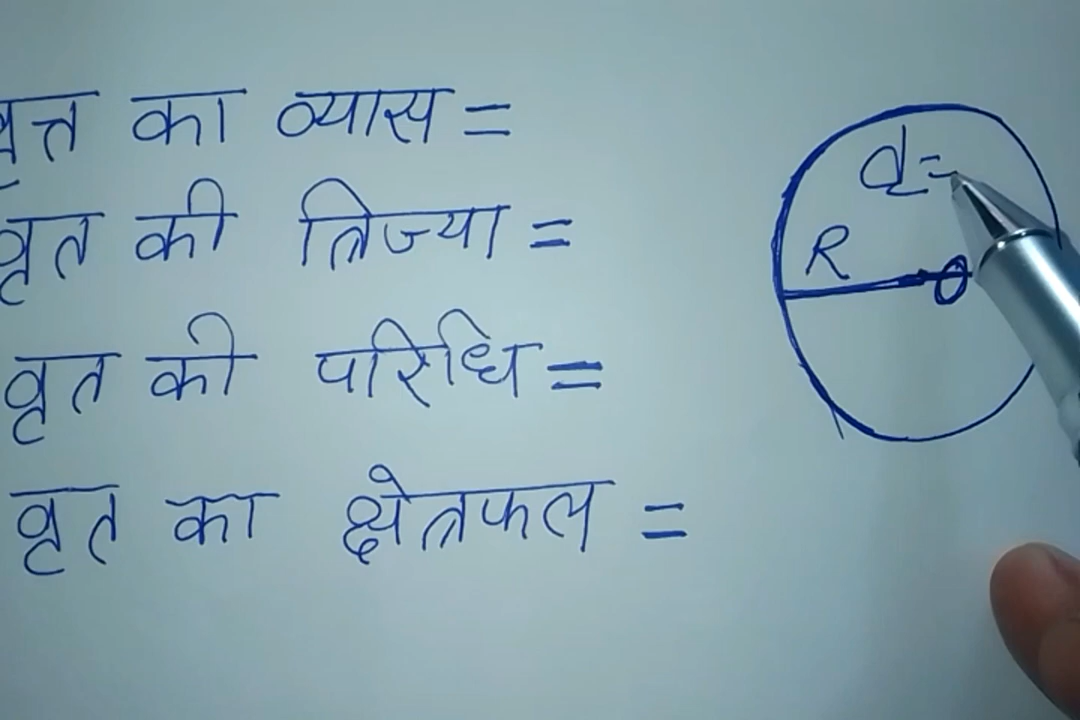 वृत्त का व्यास =
वृत की त्रिज्या =
वृत की परिधि =
वृत का क्षेत्रफल =
d =
R
O